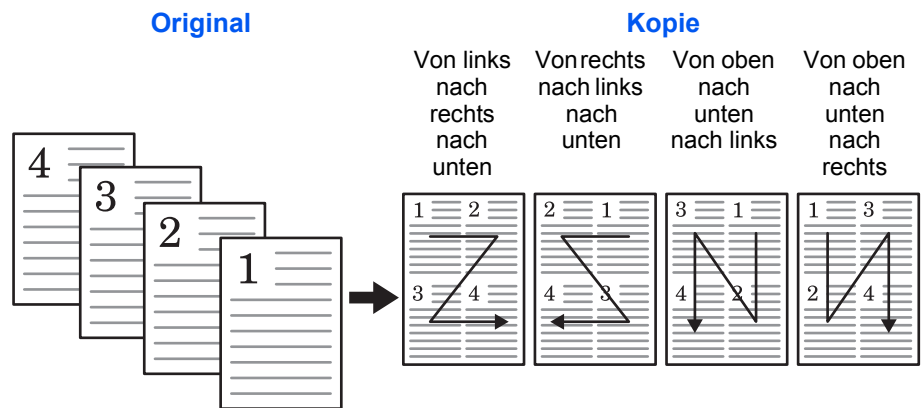 Original
Kopie
Von links
nach
rechts
nach
unten
Von rechts
nach links
nach
unten
Von oben
nach
unten
nach links
Von oben
nach
unten
nach
rechts
4
3
2
1
1 2
3 4
2 1
4 3
3 1
4 2
1 3
2 4